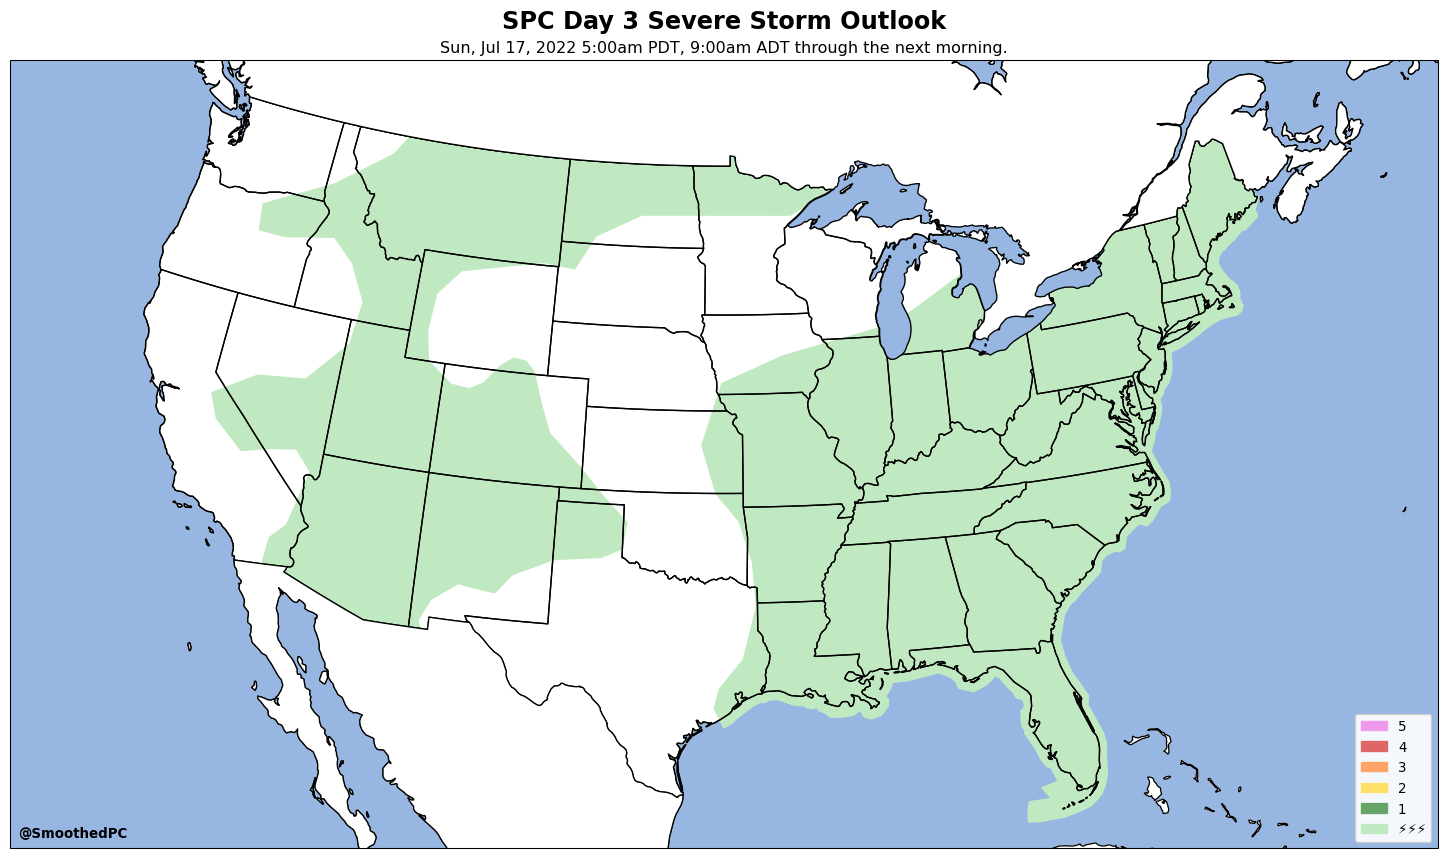 SPC Day 3 Severe Storm Outlook
Sun, Jul 17, 2022 5:00am PDT, 9:00am ADT through the next morning.
5
4
3
2
1
⚡⚡⚡
@SmoothedPC